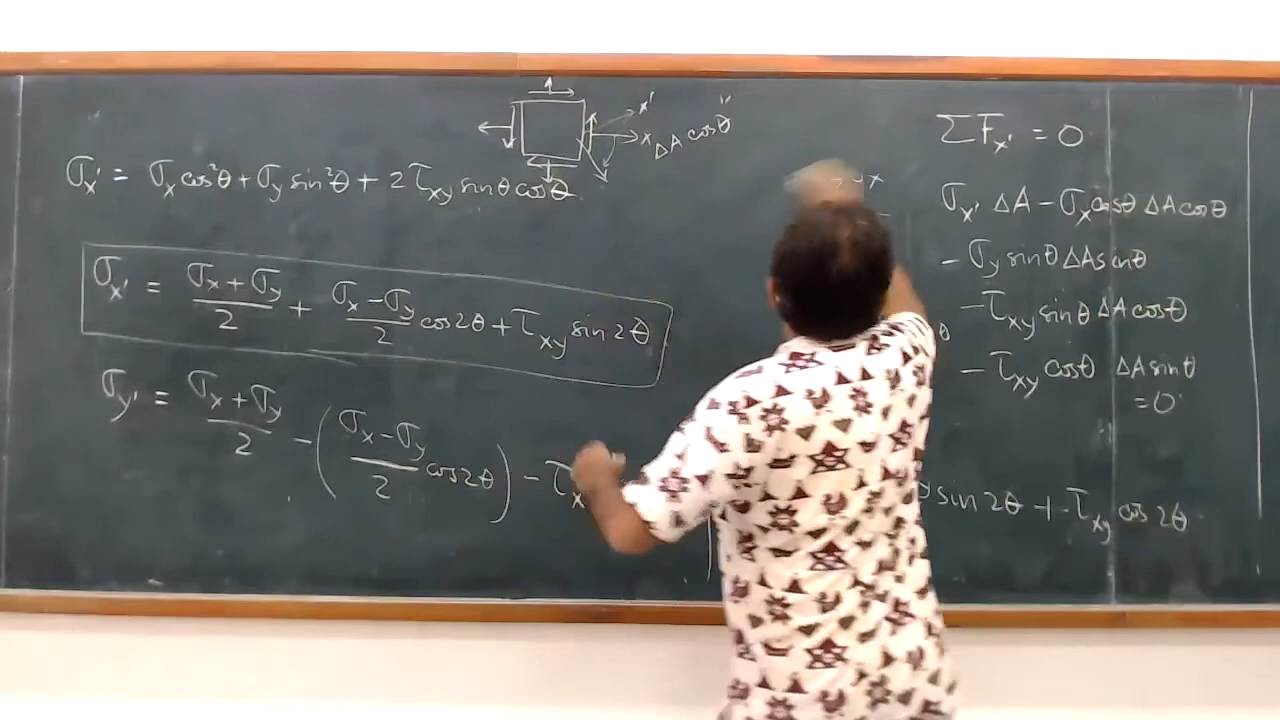 x'
x
ΔA cosθ"
σx' = σx cos²θ + σy sin²θ + 2τxy sinθ cosθ
σx' = (σx + σy)/2 + (σx − σy)/2 cos2θ + τxy sin2θ
σy' = (σx + σy)/2 − ((σx − σy)/2 cos2θ) − τx
ΣFx' = 0
σx' ΔA − σx cosθ ΔA cosθ
− σy sinθ ΔA sinθ
− τxy sinθ ΔA cosθ
− τxy cosθ ΔA sinθ
= 0
sin2θ + τxy cos2θ